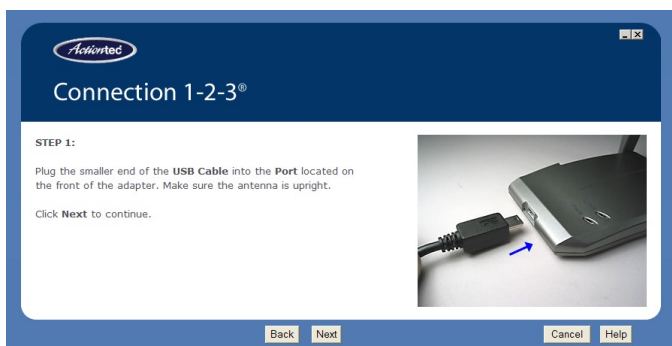 Actiontec
Connection 1-2-3®
STEP 1:
Plug the smaller end of the USB Cable into the Port located on
the front of the adapter. Make sure the antenna is upright.
Click Next to continue.
Back Next Cancel Help